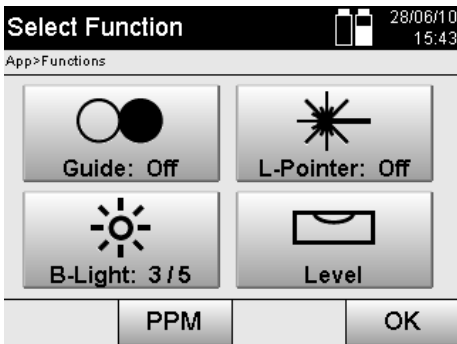 Select Function
28/06/10
15:43
App>Functions
Guide: Off
L-Pointer: Off
B-Light: 3/5
Level
PPM
OK